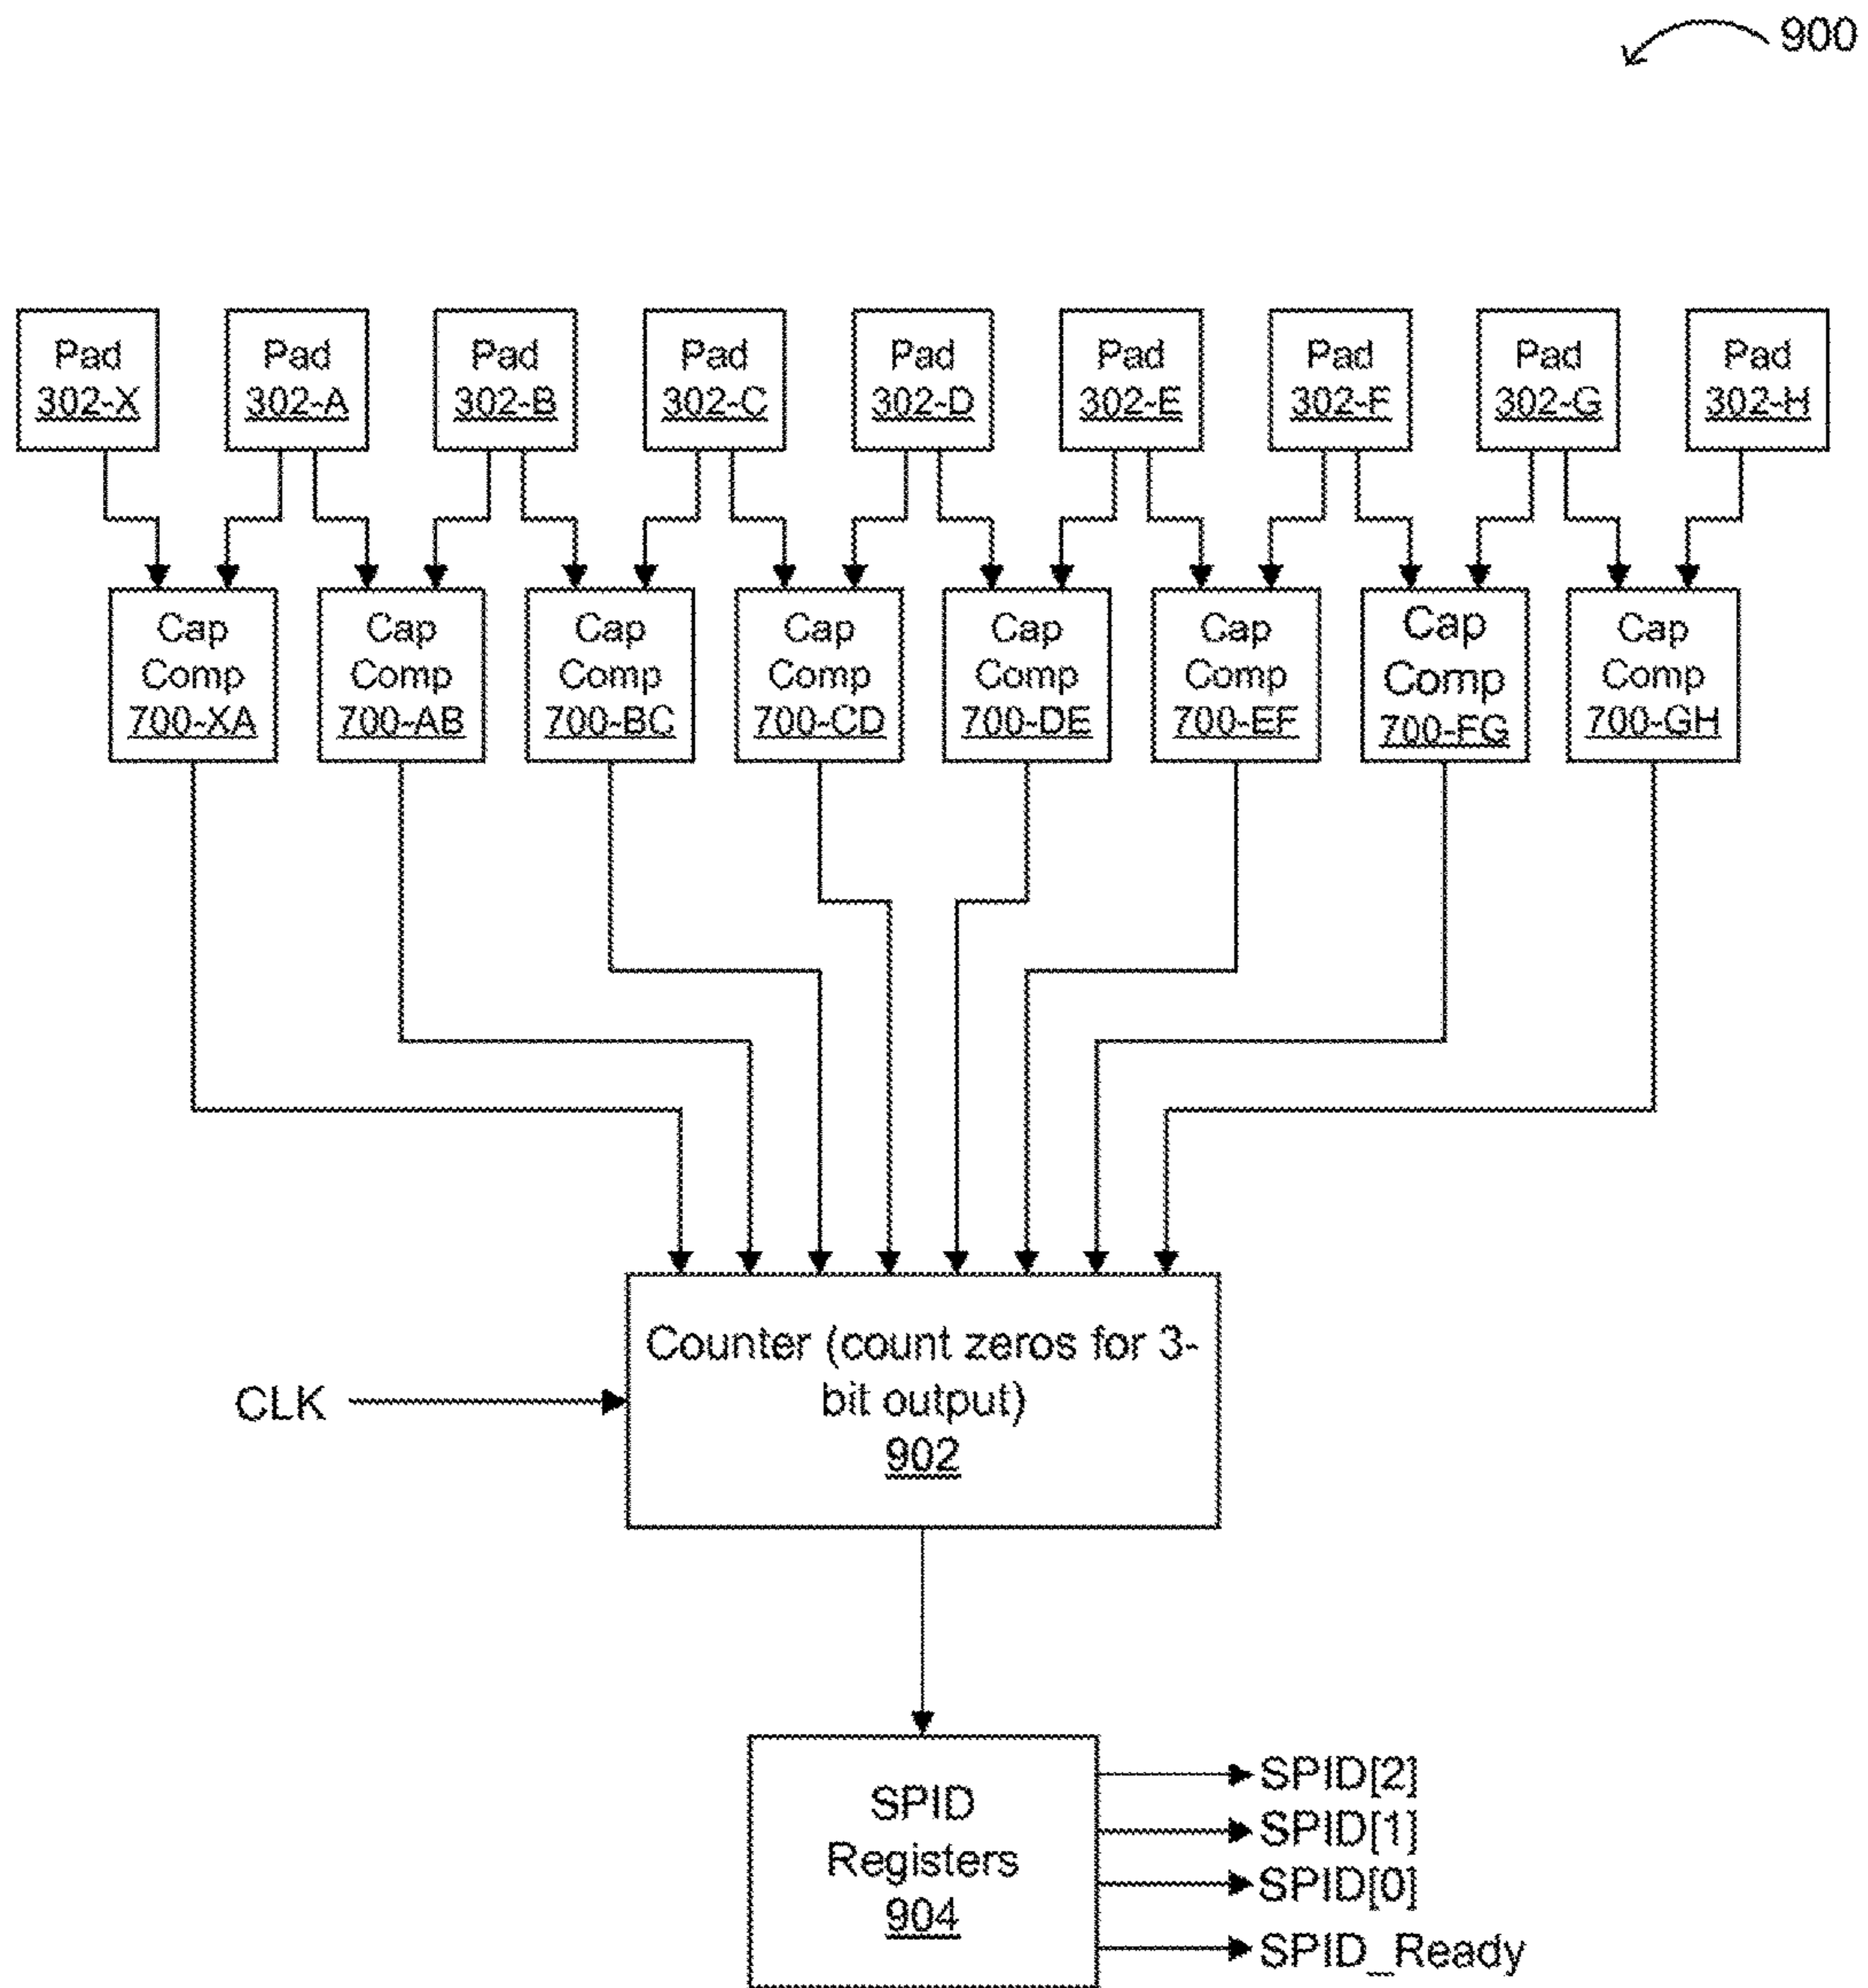 900
Pad
302-X
Pad
302-A
Pad
302-B
Pad
302-C
Pad
302-D
Pad
302-E
Pad
302-F
Pad
302-G
Pad
302-H
Cap
Comp
700-XA
Cap
Comp
700-AB
Cap
Comp
700-BC
Cap
Comp
700-CD
Cap
Comp
700-DE
Cap
Comp
700-EF
Cap
Comp
700-FG
Cap
Comp
700-GH
Counter (count zeros for 3-
bit output)
902
CLK
SPID
Registers
904
SPID[2]
SPID[1]
SPID[0]
SPID_Ready